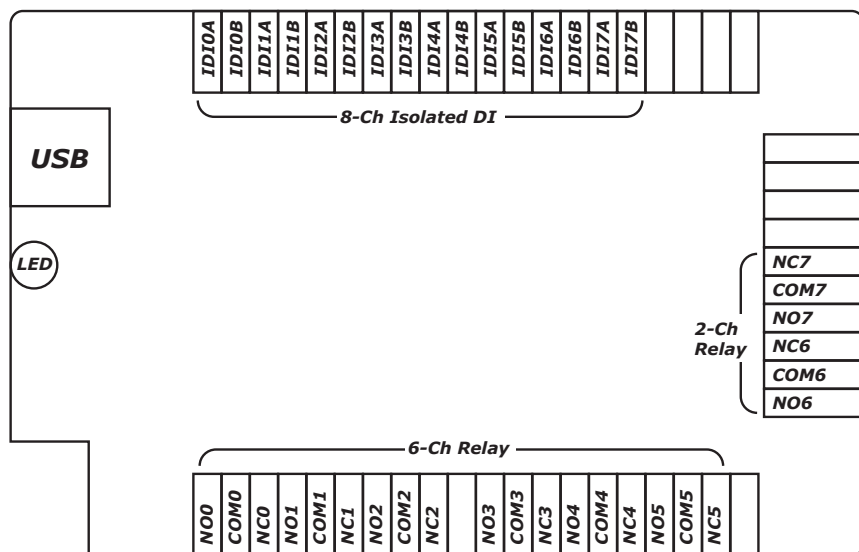 IDI0A
IDI0B
IDI1A
IDI1B
IDI2A
IDI2B
IDI3A
IDI3B
IDI4A
IDI4B
IDI5A
IDI5B
IDI6A
IDI6B
IDI7A
IDI7B
8-Ch Isolated DI
USB
LED
NC7
COM7
NO7
NC6
COM6
NO6
2-Ch
Relay
6-Ch Relay
NO0
COM0
NC0
NO1
COM1
NC1
NO2
COM2
NC2
NO3
COM3
NC3
NO4
COM4
NC4
NO5
COM5
NC5